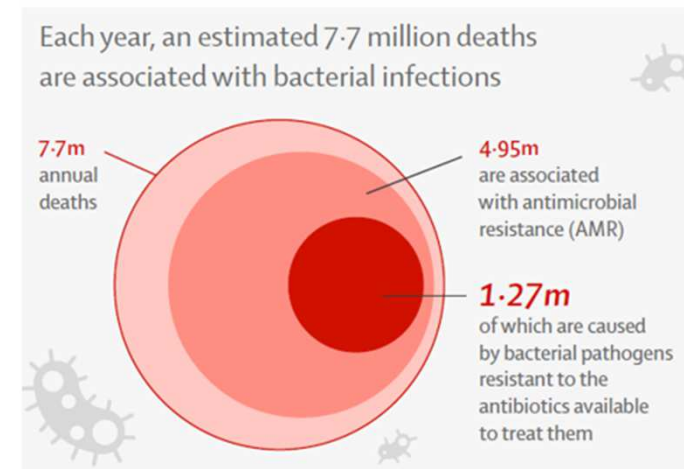 Each year, an estimated 7·7 million deaths
are associated with bacterial infections
7·7m
annual
deaths
4·95m
are associated
with antimicrobial
resistance (AMR)
1·27m
of which are caused
by bacterial pathogens
resistant to the
antibiotics available
to treat them